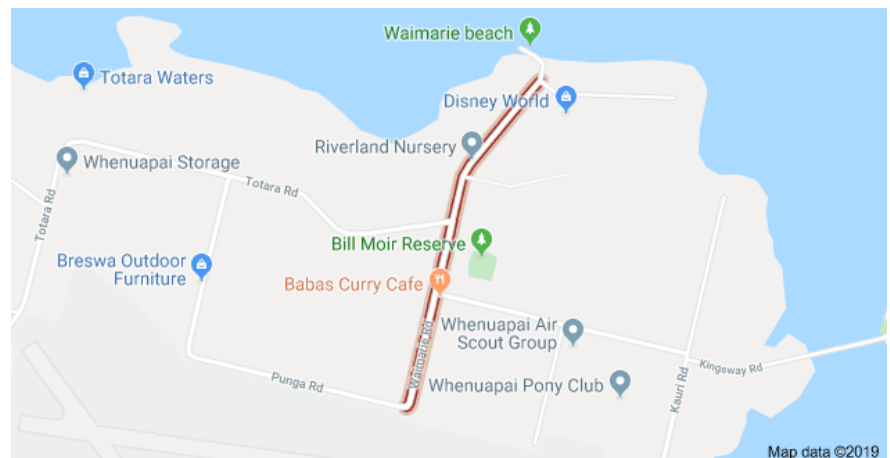 Waimarie beach
Totara Waters
Disney World
Riverland Nursery
Whenuapai Storage
Totara Rd
Totara Rd
Bill Moir Reserve
Breswa Outdoor
Furniture
Babas Curry Cafe
Waimarie Rd
Whenuapai Air
Scout Group
Kingsway Rd
Punga Rd
Whenuapai Pony Club
Kauri Rd
Map data ©2019